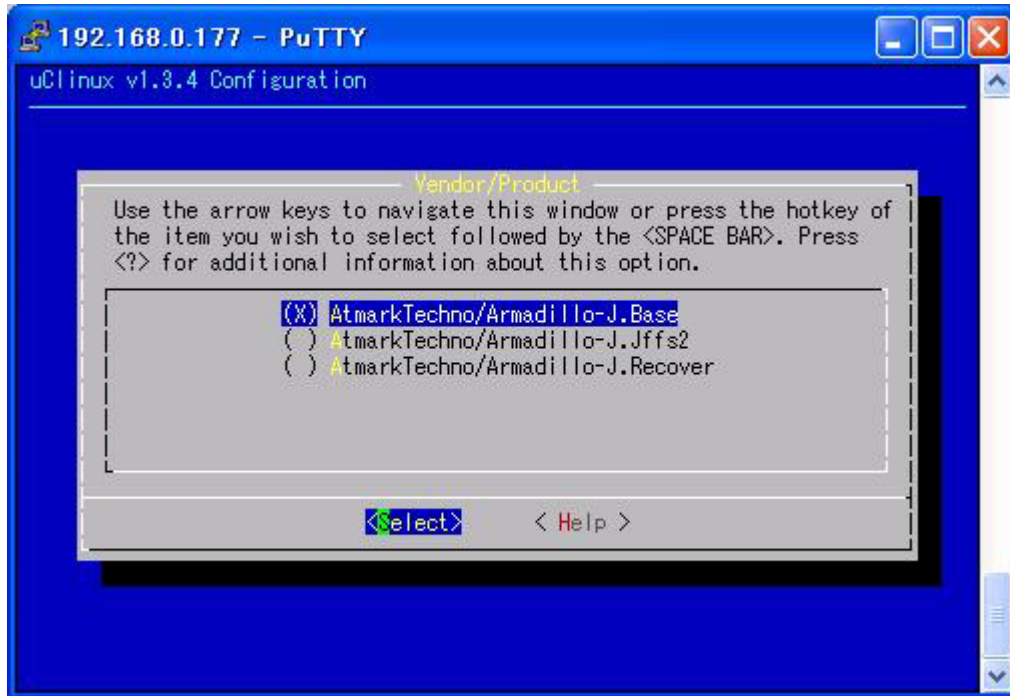 192.168.0.177 - PuTTY
uClinux v1.3.4 Configuration
Vendor/Product
Use the arrow keys to navigate this window or press the hotkey of
the item you wish to select followed by the <SPACE BAR>. Press
<?> for additional information about this option.
(X) AtmarkTechno/Armadillo-J.Base
( ) AtmarkTechno/Armadillo-J.Jffs2
( ) AtmarkTechno/Armadillo-J.Recover
<Select> < Help >